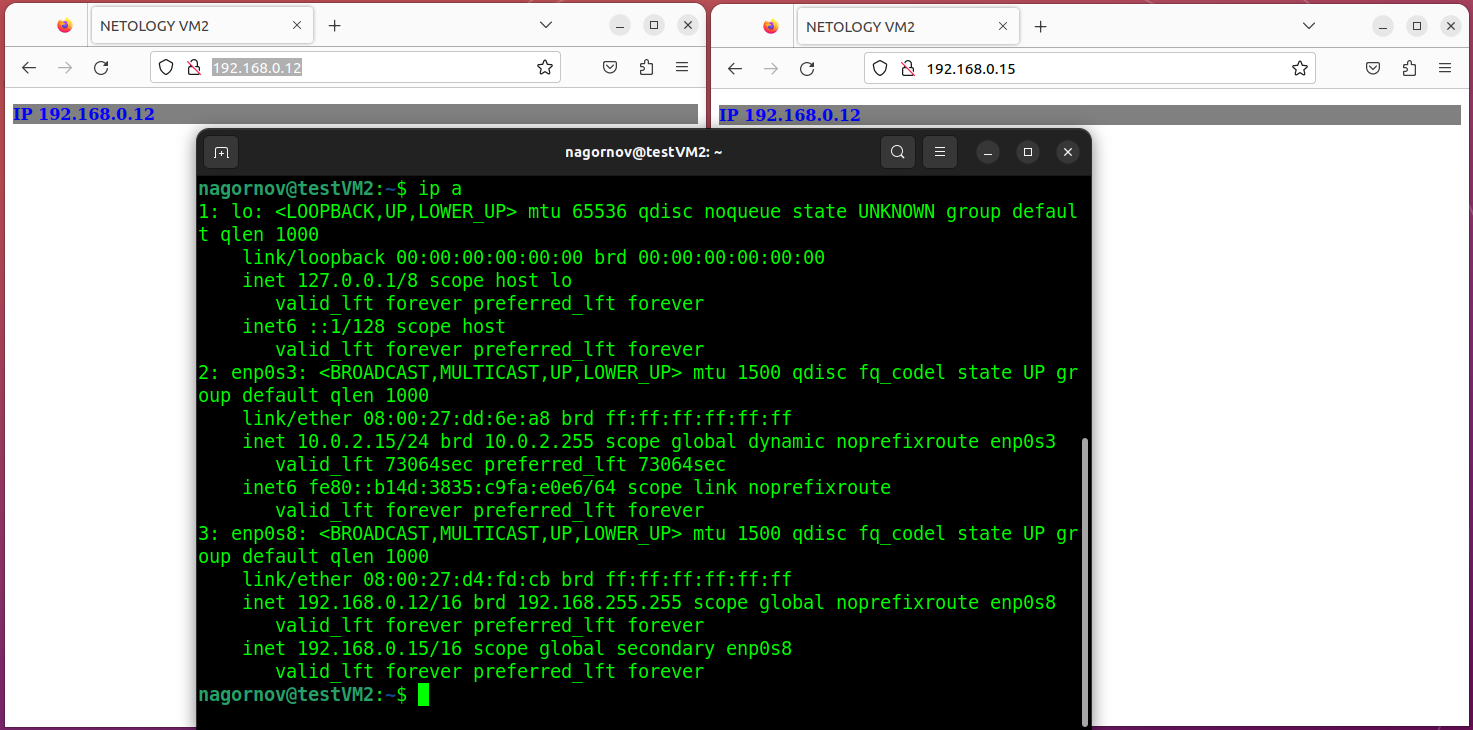 NETOLOGY VM2
192.168.0.12
IP 192.168.0.12
NETOLOGY VM2
192.168.0.15
IP 192.168.0.12
nagornov@testVM2: ~
nagornov@testVM2:~$ ip a
1: lo: <LOOPBACK,UP,LOWER_UP> mtu 65536 qdisc noqueue state UNKNOWN group defaul
t qlen 1000
    link/loopback 00:00:00:00:00:00 brd 00:00:00:00:00:00
    inet 127.0.0.1/8 scope host lo
       valid_lft forever preferred_lft forever
    inet6 ::1/128 scope host
       valid_lft forever preferred_lft forever
2: enp0s3: <BROADCAST,MULTICAST,UP,LOWER_UP> mtu 1500 qdisc fq_codel state UP gr
oup default qlen 1000
    link/ether 08:00:27:dd:6e:a8 brd ff:ff:ff:ff:ff:ff
    inet 10.0.2.15/24 brd 10.0.2.255 scope global dynamic noprefixroute enp0s3
       valid_lft 73064sec preferred_lft 73064sec
    inet6 fe80::b14d:3835:c9fa:e0e6/64 scope link noprefixroute
       valid_lft forever preferred_lft forever
3: enp0s8: <BROADCAST,MULTICAST,UP,LOWER_UP> mtu 1500 qdisc fq_codel state UP gr
oup default qlen 1000
    link/ether 08:00:27:d4:fd:cb brd ff:ff:ff:ff:ff:ff
    inet 192.168.0.12/16 brd 192.168.255.255 scope global noprefixroute enp0s8
       valid_lft forever preferred_lft forever
    inet 192.168.0.15/16 scope global secondary enp0s8
       valid_lft forever preferred_lft forever
nagornov@testVM2:~$